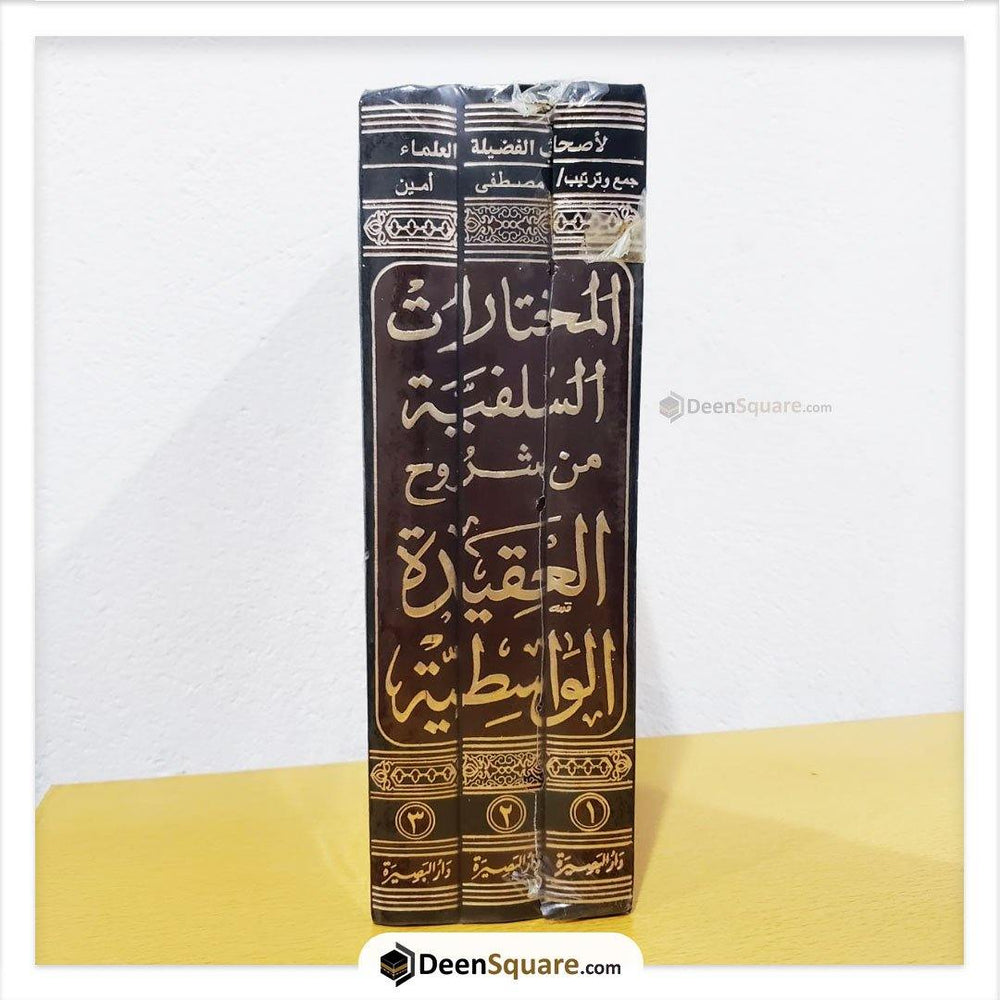 لأصحاب الفضيلة العلماء
جمع وترتيب/ مصطفى أمين
المختارات
السلفية
من شروح
العقيدة
الواسطية
١ ٢ ٣
دار البصيرة دار البصيرة دار البصيرة
DeenSquare.com
DeenSquare.com